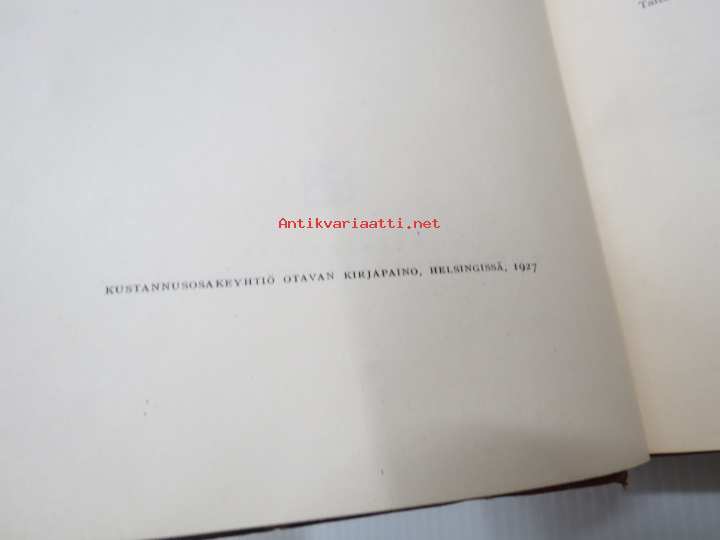 Antikvariaatti.net
KUSTANNUSOSAKEYHTIÖ OTAVAN KIRJAPAINO, HELSINGISSÄ, 1927